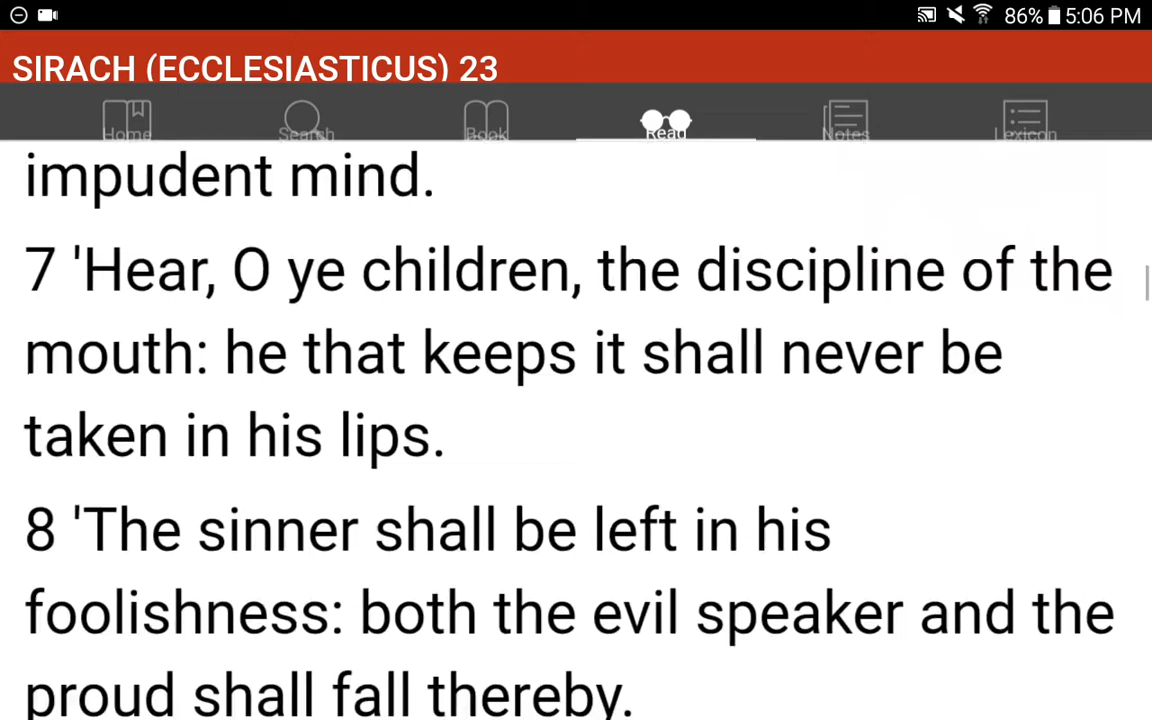 86% 5:06 PM
SIRACH (ECCLESIASTICUS) 23
Home Search Book Read Notes Lexicon
impudent mind.
7 'Hear, O ye children, the discipline of the
mouth: he that keeps it shall never be
taken in his lips.
8 'The sinner shall be left in his
foolishness: both the evil speaker and the
proud shall fall thereby.